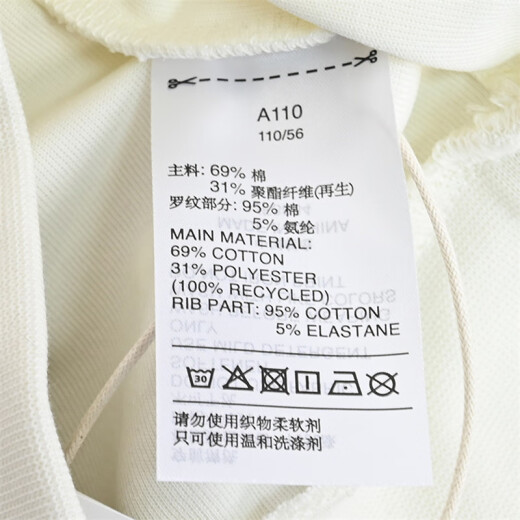 A110
110/56
主料: 69% 棉
31% 聚酯纤维(再生)
罗纹部分: 95% 棉
5% 氨纶
MAIN MATERIAL:
69% COTTON
31% POLYESTER
(100% RECYCLED)
RIB PART: 95% COTTON
5% ELASTANE
30
请勿使用织物柔软剂
只可使用温和洗涤剂